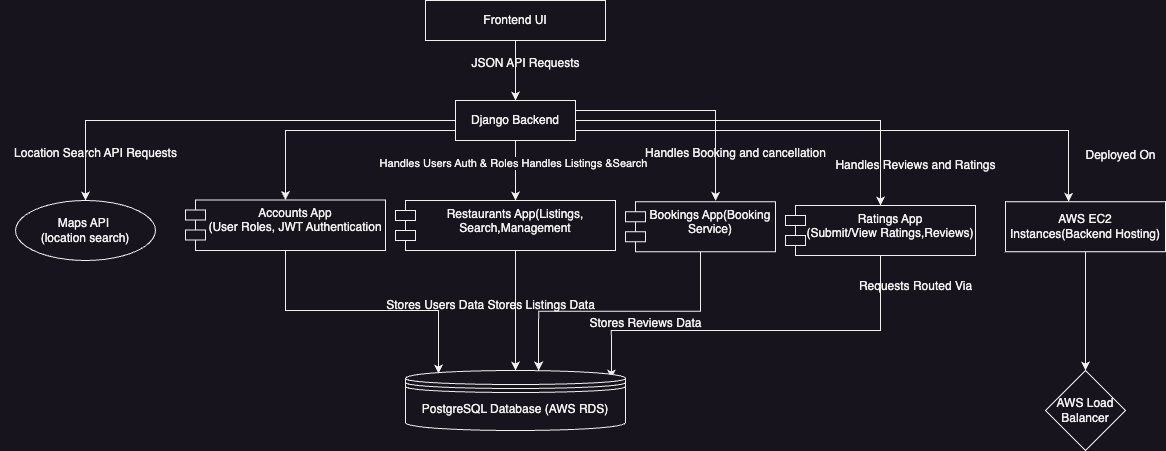 Frontend UI
JSON API Requests
Django Backend
Location Search API Requests
Handles Users Auth & Roles Handles Listings &Search
Handles Booking and cancellation
Handles Reviews and Ratings
Deployed On
Maps API
(location search)
Accounts App
(User Roles, JWT Authentication
Restaurants App(Listings,
Search,Management
Bookings App(Booking
Service)
Ratings App
(Submit/View Ratings,Reviews)
AWS EC2
Instances(Backend Hosting)
Requests Routed Via
Stores Users Data Stores Listings Data
Stores Reviews Data
PostgreSQL Database (AWS RDS)
AWS Load
Balancer